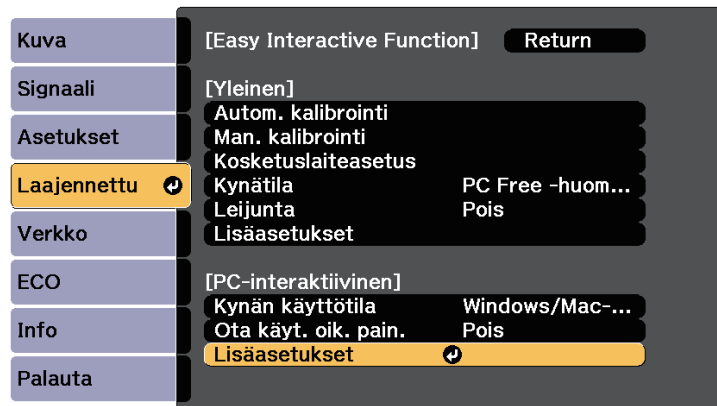 Kuva
Signaali
Asetukset
Laajennettu
Verkko
ECO
Info
Palauta
[Easy Interactive Function] Return
[Yleinen]
Autom. kalibrointi
Man. kalibrointi
Kosketuslaiteasetus
Kynätila PC Free -huom...
Leijunta Pois
Lisäasetukset
[PC-interaktiivinen]
Kynän käyttötila Windows/Mac-...
Ota käyt. oik. pain. Pois
Lisäasetukset